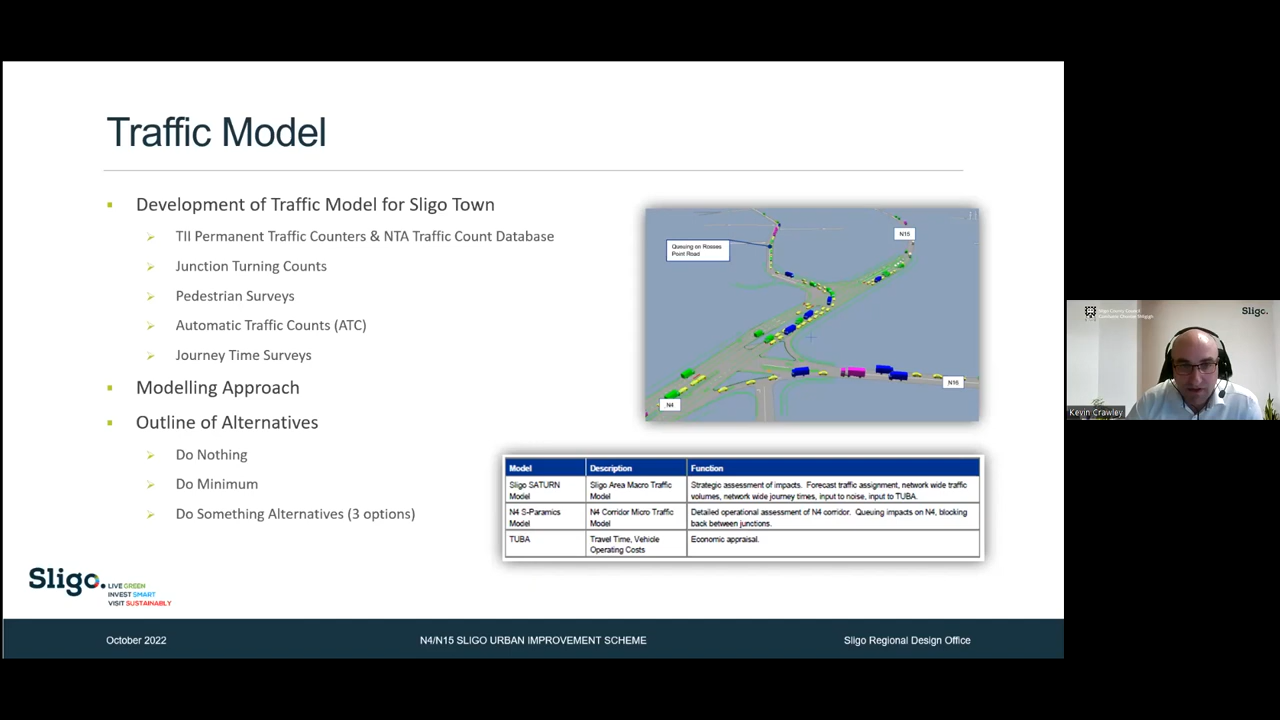 Traffic Model
Development of Traffic Model for Sligo Town
TII Permanent Traffic Counters & NTA Traffic Count Database
Junction Turning Counts
Pedestrian Surveys
Automatic Traffic Counts (ATC)
Journey Time Surveys
Modelling Approach
Outline of Alternatives
Do Nothing
Do Minimum
Do Something Alternatives (3 options)
Queuing on Rosses
Point Road
N15
N16
N4
Model Description Function
Sligo SATURN Model Sligo Area Macro Traffic Model Strategic assessment of impacts. Forecast traffic assignment, network wide traffic volumes, network wide journey times, input to noise, input to TUBA.
N4 S-Paramics Model N4 Corridor Micro Traffic Model Detailed operational assessment of N4 corridor. Queuing impacts on N4, blocking back between junctions.
TUBA Travel Time, Vehicle Operating Costs Economic appraisal.
Sligo.
LIVE GREEN
INVEST SMART
VISIT SUSTAINABLY
October 2022
N4/N15 SLIGO URBAN IMPROVEMENT SCHEME
Sligo Regional Design Office
Sligo County Council
Sligo.
Kevin Crawley